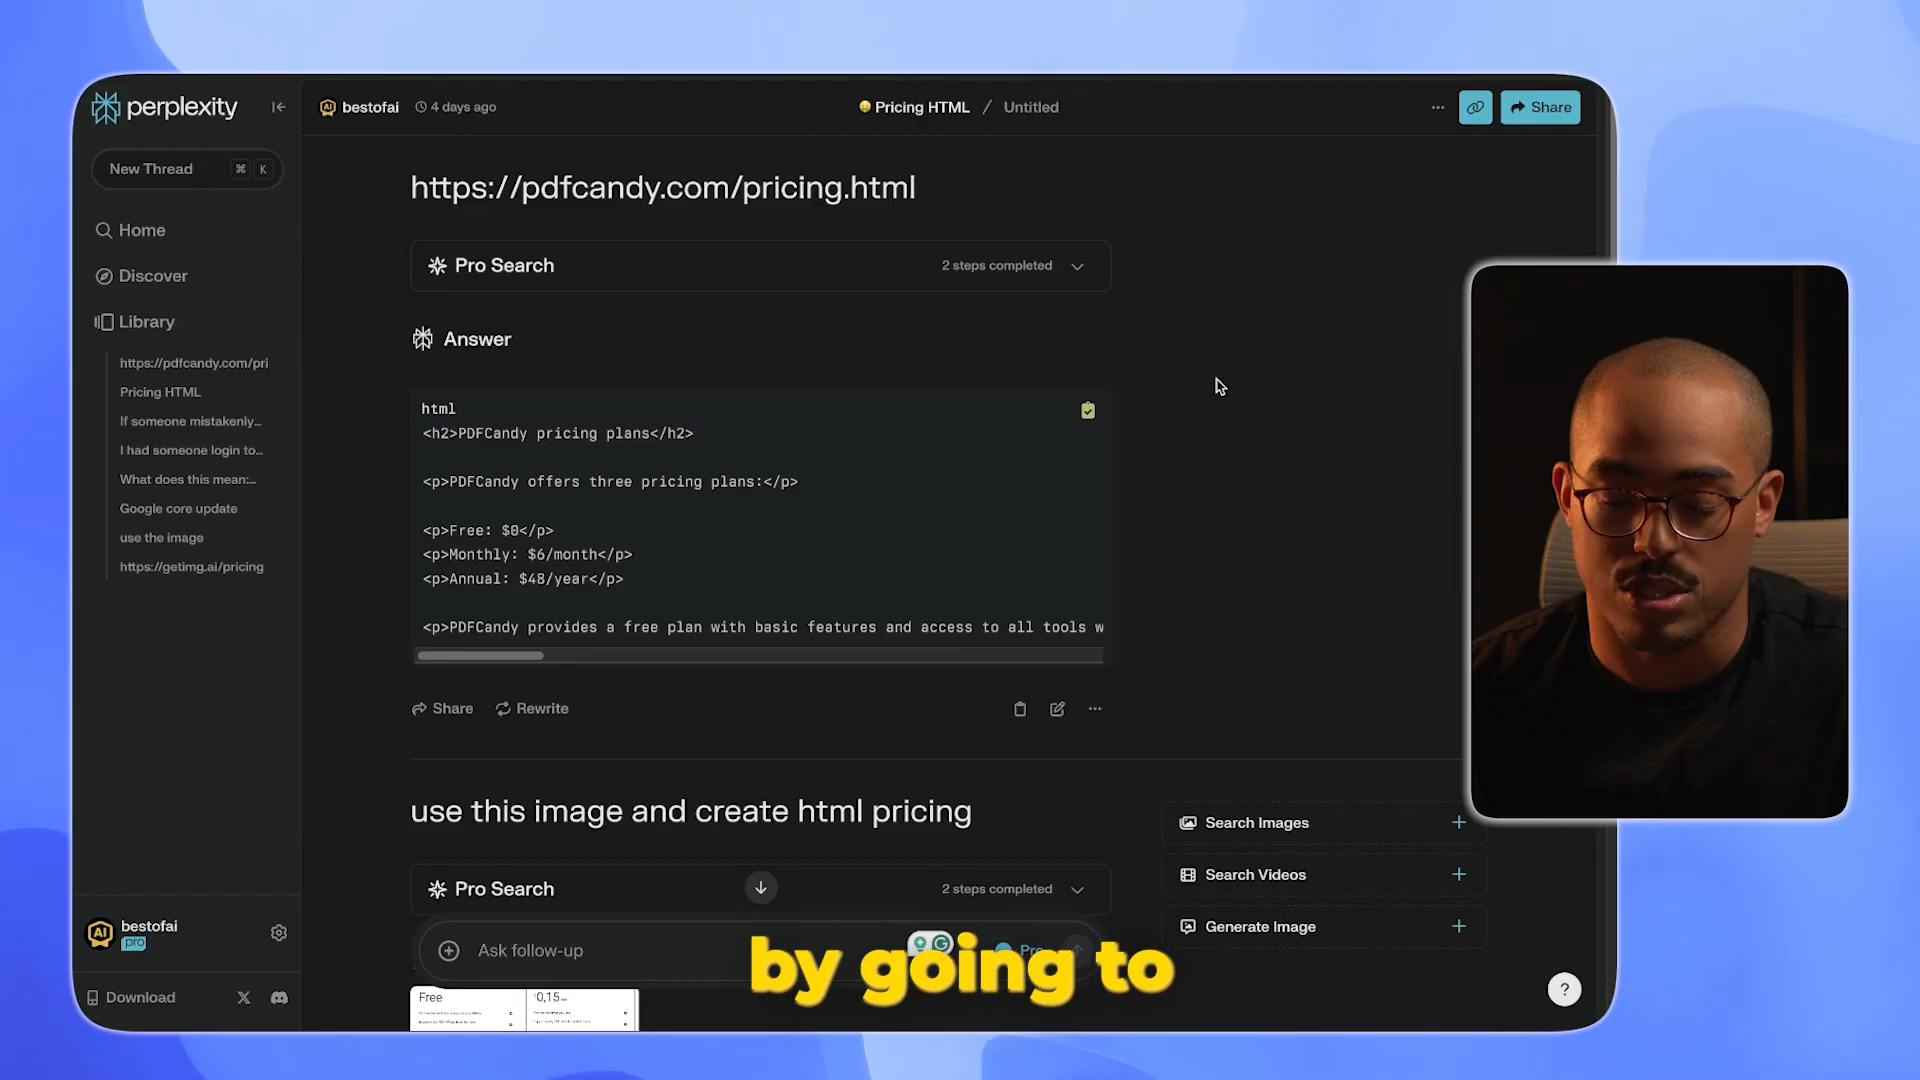 perplexity
bestofai
4 days ago
Pricing HTML / Untitled
Share
New Thread
⌘ K
Home
Discover
Library
https://pdfcandy.com/pri
Pricing HTML
If someone mistakenly...
I had someone login to...
What does this mean:...
Google core update
use the image
https://getimg.ai/pricing
bestofai
pro
Download
https://pdfcandy.com/pricing.html
Pro Search
2 steps completed
Answer
html
<h2>PDFCandy pricing plans</h2>
<p>PDFCandy offers three pricing plans:</p>
<p>Free: $0</p>
<p>Monthly: $6/month</p>
<p>Annual: $48/year</p>
<p>PDFCandy provides a free plan with basic features and access to all tools w
Share
Rewrite
use this image and create html pricing
Pro Search
2 steps completed
Search Images
Search Videos
Generate Image
Ask follow-up
Pro
Free
0,15
by going to
?